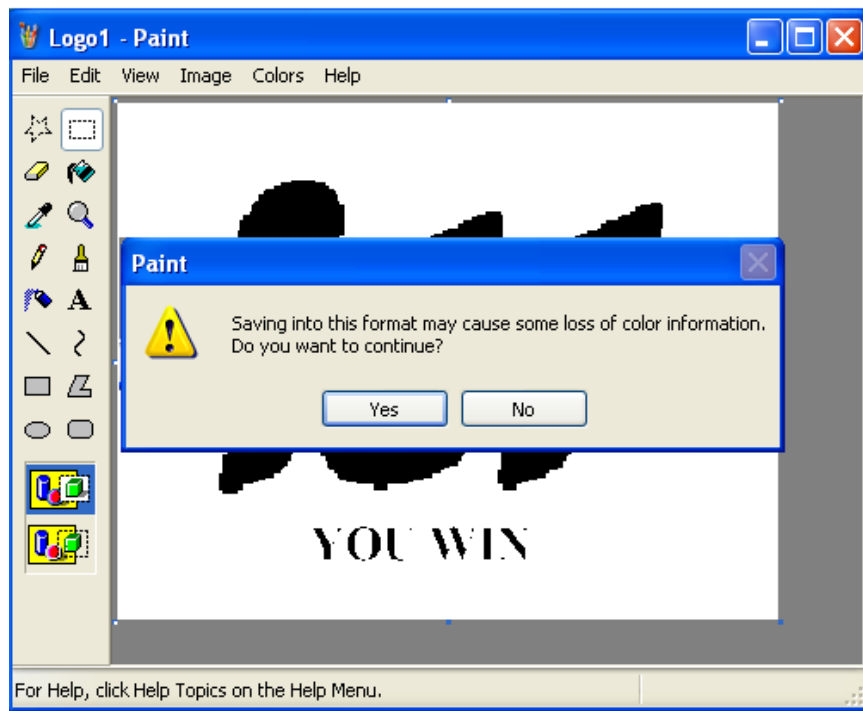 Logo1 - Paint
File Edit View Image Colors Help
A
Paint
Saving into this format may cause some loss of color information.
Do you want to continue?
Yes No
YOU WIN
For Help, click Help Topics on the Help Menu.